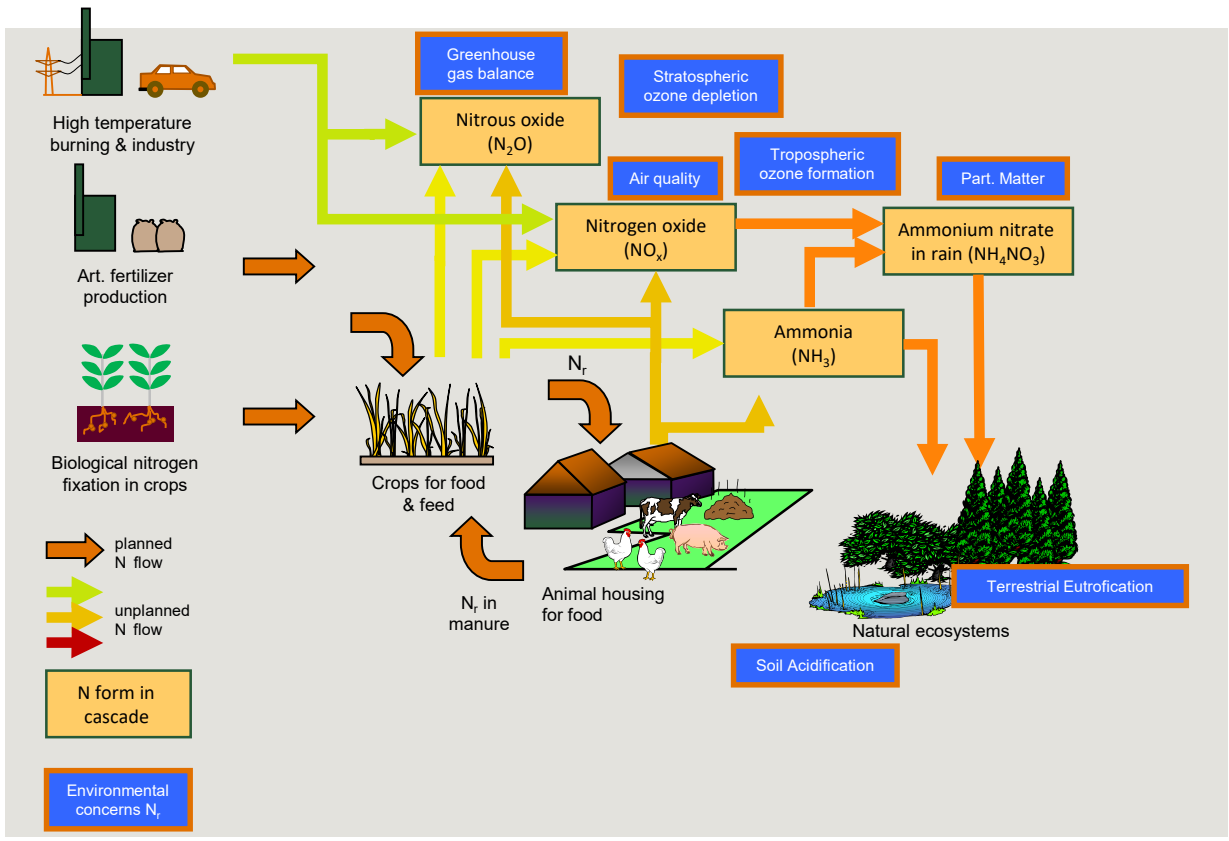 High temperature
burning & industry
Art. fertilizer
production
Biological nitrogen
fixation in crops
planned
N flow
unplanned
N flow
N form in
cascade
Environmental
concerns Nᵣ
Greenhouse
gas balance
Stratospheric
ozone depletion
Nitrous oxide
(N₂O)
Air quality
Tropospheric
ozone formation
Part. Matter
Nitrogen oxide
(NOₓ)
Ammonium nitrate
in rain (NH₄NO₃)
Ammonia
(NH₃)
Nᵣ
Crops for food
& feed
Nᵣ in
manure
Animal housing
for food
Terrestrial Eutrofication
Natural ecosystems
Soil Acidification